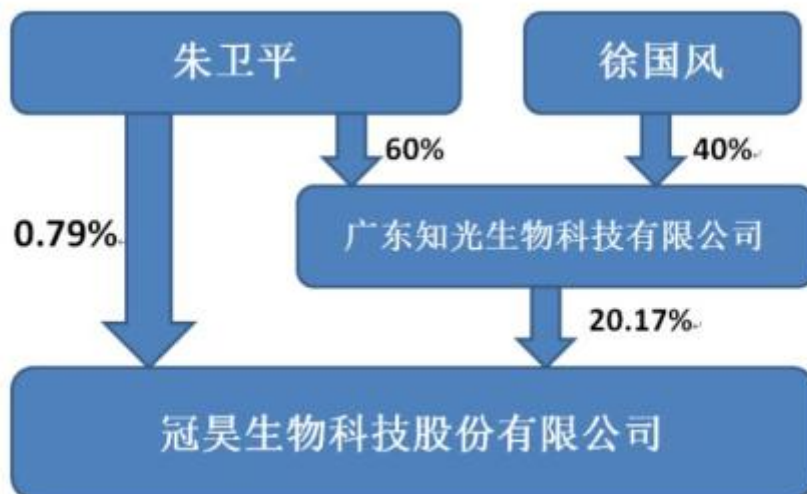 朱卫平
徐国风
60%
40%
0.79%
广东知光生物科技有限公司
20.17%
冠昊生物科技股份有限公司